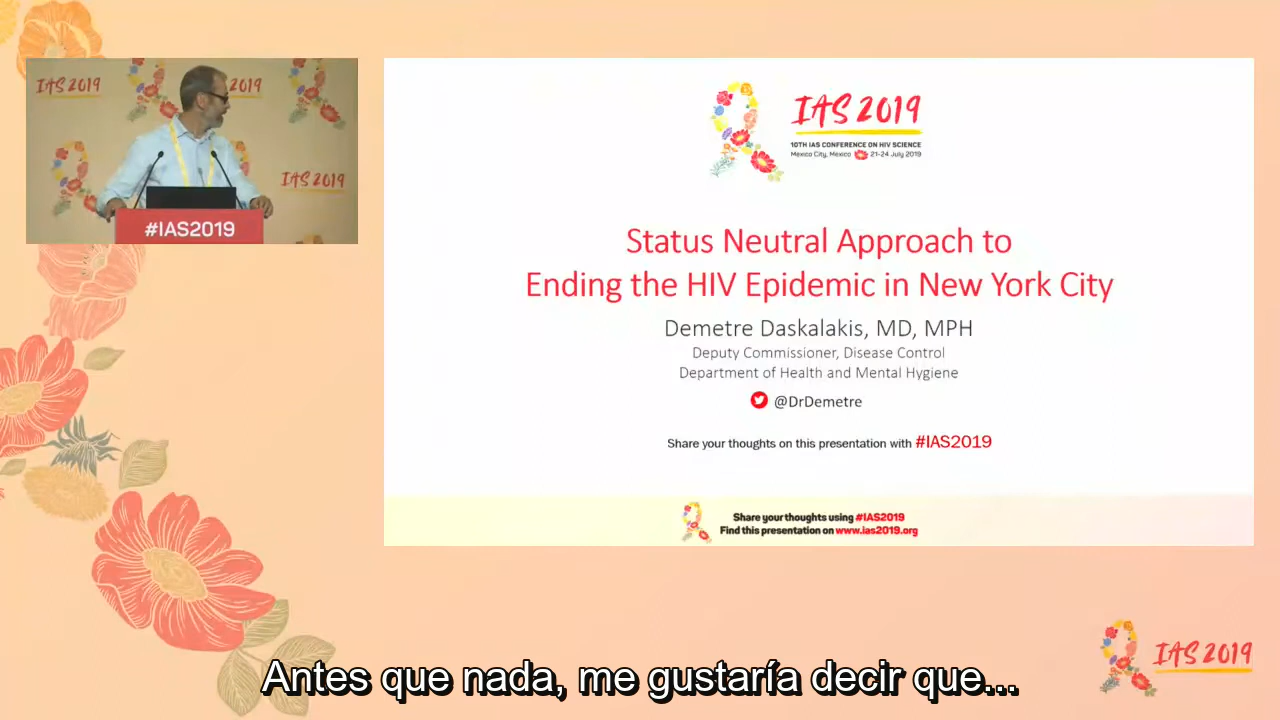 IAS 2019
2019
IAS 2019
#IAS2019
IAS 2019
10TH IAS CONFERENCE ON HIV SCIENCE
Mexico City, Mexico 21-24 July 2019
Status Neutral Approach to
Ending the HIV Epidemic in New York City
Demetre Daskalakis, MD, MPH
Deputy Commissioner, Disease Control
Department of Health and Mental Hygiene
@DrDemetre
Share your thoughts on this presentation with #IAS2019
Share your thoughts using #IAS2019
Find this presentation on www.ias2019.org
IAS 2019
Antes que nada, me gustaría decir que...